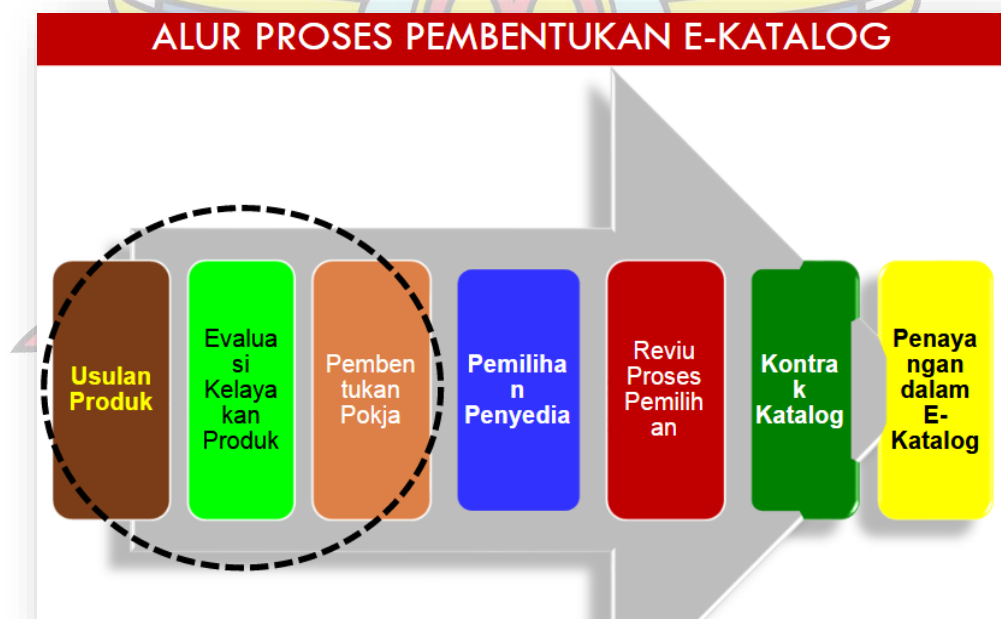 ALUR PROSES PEMBENTUKAN E-KATALOG
Usulan
Produk
Evalua
si
Kelaya
kan
Produk
Pemben
tukan
Pokja
Pemiliha
n
Penyedia
Reviu
Proses
Pemilih
an
Kontra
k
Katalog
Penaya
ngan
dalam
E-
Katalog